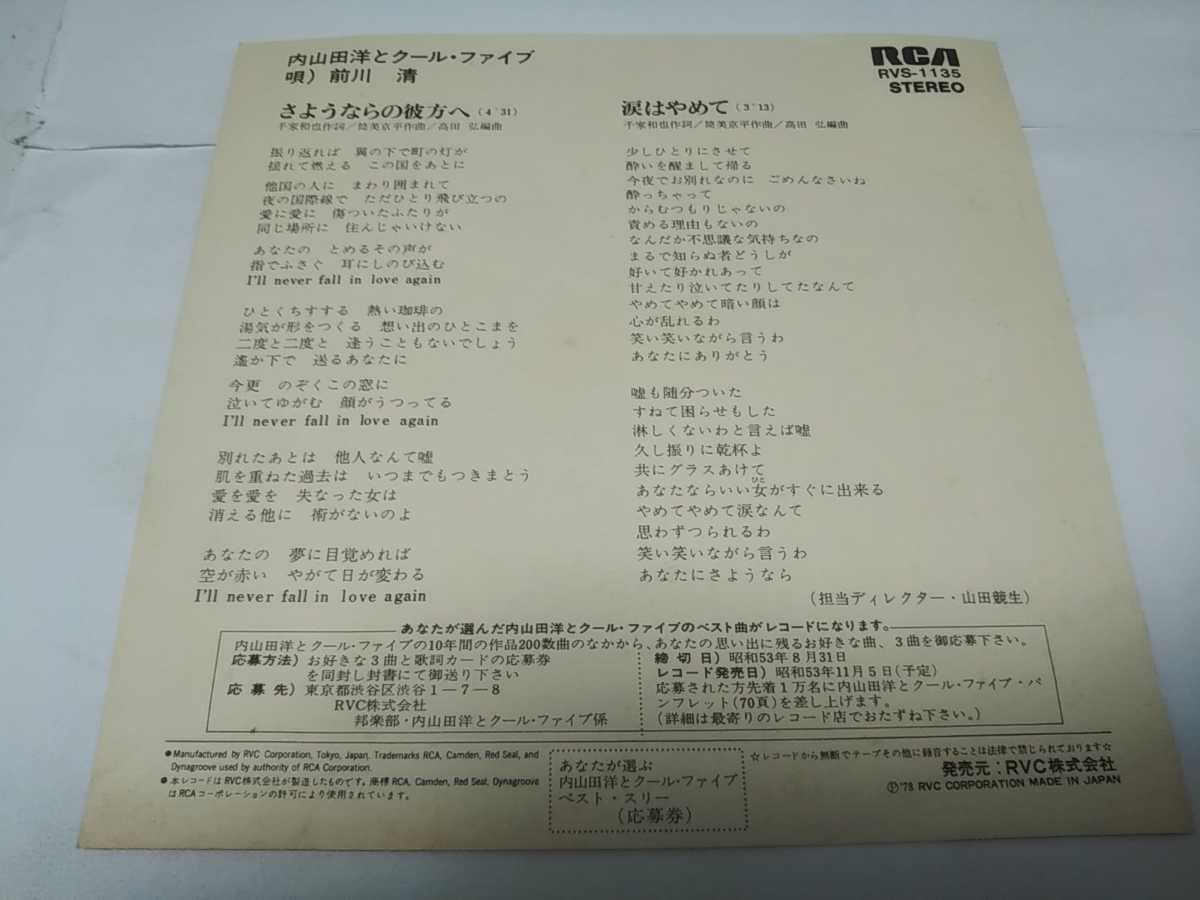 内山田洋とクール・ファイブ
唄）前川　清
RCA
RVS-1135
STEREO
さようならの彼方へ（4'31）
千家和也作詞／筒美京平作曲／高田　弘編曲
振り返れば　翼の下で町の灯が
揺れて燃える　この国をあとに
他国の人に　まわり囲まれて
夜の国際線で　ただひとり飛び立つの
愛に愛に　傷ついたふたりが
同じ場所に　住んじゃいけない
あなたの　とめるその声が
指でふさぐ　耳にしのび込む
I'll never fall in love again
ひとくちすする　熱い珈琲の
湯気が形をつくる　想い出のひとこまを
二度と二度と　逢うこともないでしょう
遙か下で　送るあなたに
今更　のぞくこの窓に
泣いてゆがむ　顔がうつってる
I'll never fall in love again
別れたあとは　他人なんて嘘
肌を重ねた過去は　いつまでもつきまとう
愛を愛を　失なった女は
消える他に　術がないのよ
あなたの　夢に目覚めれば
空が赤い　やがて日が変わる
I'll never fall in love again
涙はやめて（3'13）
千家和也作詞／筒美京平作曲／高田　弘編曲
少しひとりにさせて
酔いを醒まして帰る
今夜でお別れなのに　ごめんなさいね
酔っちゃって
からむつもりじゃないの
責める理由もないの
なんだか不思議な気持ちなの
まるで知らぬ者どうしが
好いて好かれあって
甘えたり泣いてたりしてたなんて
やめてやめて暗い顔は
心が乱れるわ
笑い笑いながら言うわ
あなたにありがとう
嘘も随分ついた
すねて困らせもした
淋しくないわと言えば嘘
久し振りに乾杯よ
共にグラスあけて
あなたならいい女(ひと)がすぐに出来る
やめてやめて涙なんて
思わずつられるわ
笑い笑いながら言うわ
あなたにさようなら
（担当ディレクター・山田競生）
あなたが選んだ内山田洋とクール・ファイブのベスト曲がレコードになります。
内山田洋とクール・ファイブの10年間の作品200数曲のなかから、あなたの思い出に残るお好きな曲、3曲を御応募下さい。
応募方法）お好きな3曲と歌詞カードの応募券
を同封し封書にて御送り下さい
応募先）東京都渋谷区渋谷1－7－8
RVC株式会社
邦楽部・内山田洋とクール・ファイブ係
締切日）昭和53年8月31日
レコード発売日）昭和53年11月5日（予定）
応募された方先着1万名に内山田洋とクール・ファイブ・パ
ンフレット（70頁）を差し上げます。
（詳細は最寄りのレコード店でおたずね下さい。）
●Manufactured by RVC Corporation, Tokyo, Japan, Trademarks RCA, Camden, Red Seal, and
Dynagroove used by authority of RCA Corporation.
●本レコードはRVC株式会社が製造したものです。商標RCA, Camden, Red Seal, Dynagroove
はRCAコーポレーションの許可により使用されています。
あなたが選ぶ
内山田洋とクール・ファイブ
ベスト・スリー
（応募券）
☆レコードから無断でテープその他に録音することは法律で禁じられております☆
発売元：RVC株式会社
Ⓟ'78 RVC CORPORATION MADE IN JAPAN